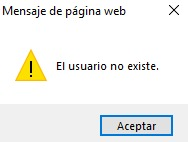 Mensaje de página web
El usuario no existe.
Aceptar